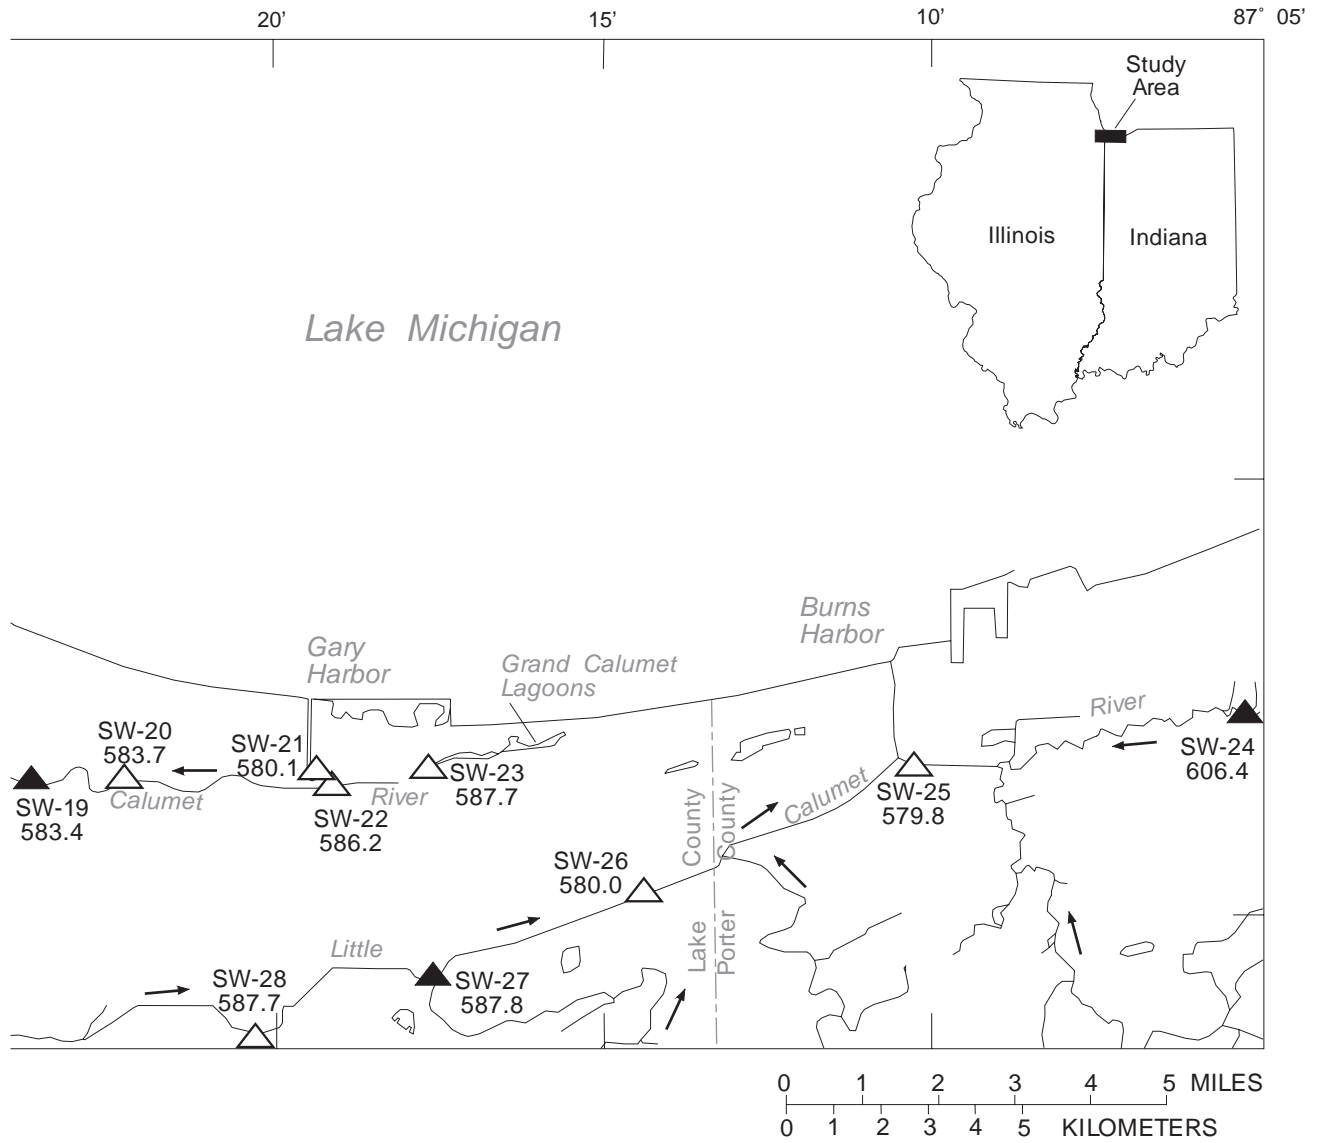 20' 15' 10' 87° 05'
Study
Area
Illinois Indiana
Lake Michigan
Burns
Harbor
Gary
Harbor
Grand Calumet
Lagoons
River
SW-20
583.7
SW-21
580.1
SW-24
606.4
SW-23
587.7
SW-19
583.4
Calumet
River
SW-22
586.2
SW-25
579.8
Calumet
County
County
SW-26
580.0
Lake
Porter
Little
SW-28
587.7
SW-27
587.8
0 1 2 3 4 5 MILES
0 1 2 3 4 5 KILOMETERS